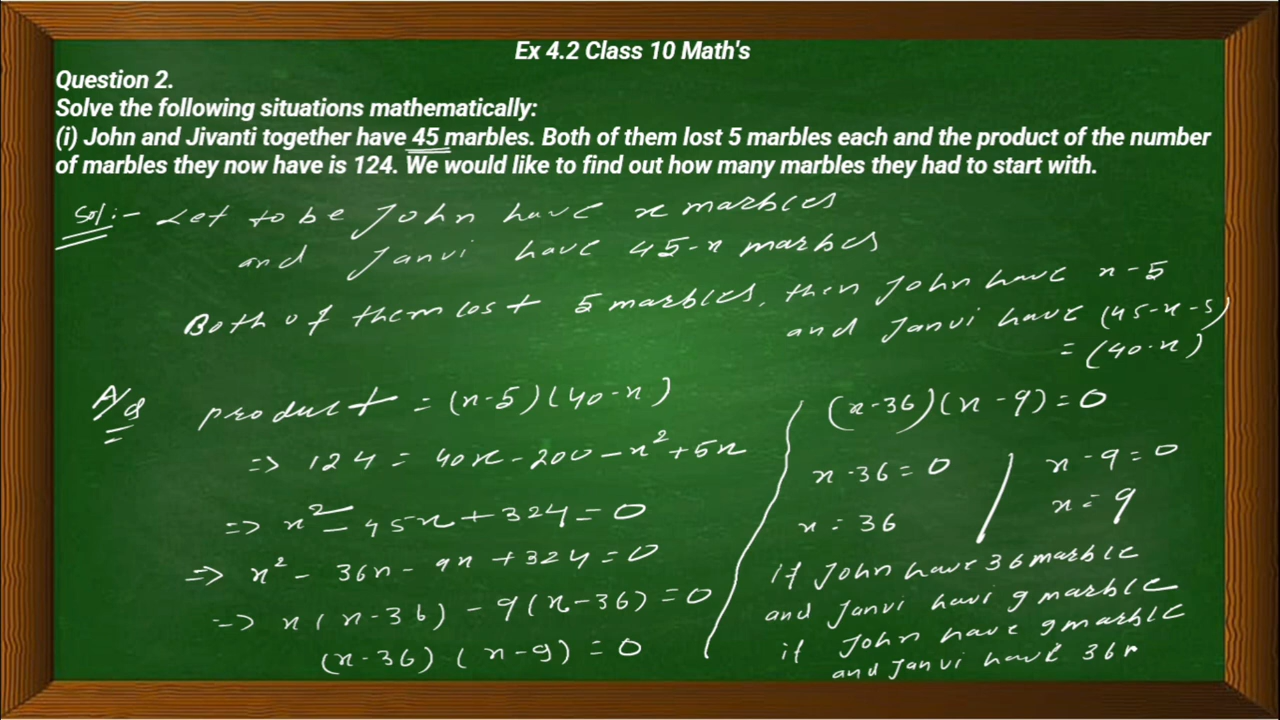 Ex 4.2 Class 10 Math's
Question 2.
Solve the following situations mathematically:
(i) John and Jivanti together have 45 marbles. Both of them lost 5 marbles each and the product of the number
of marbles they now have is 124. We would like to find out how many marbles they had to start with.
Sol:- Let to be John have x marbles
and Janvi have 45-x marbes
Both of them lost 5 marbles, then John have x-5
and Janvi have (45-x-5)
= (40-x)
A/q product = (x-5)(40-x)
=> 124 = 40x-200-x²+5x
=> x²-45x+324=0
=> x²-36x-9x+324=0
=> x(x-36)-9(x-36)=0
(x-36)(x-9)=0
(x-36)(x-9)=0
x-36=0 | x-9=0
x=36 x=9
if John have 36 marble
and Janvi havi 9 marble
if John have 9 marble
and Janvi have 36